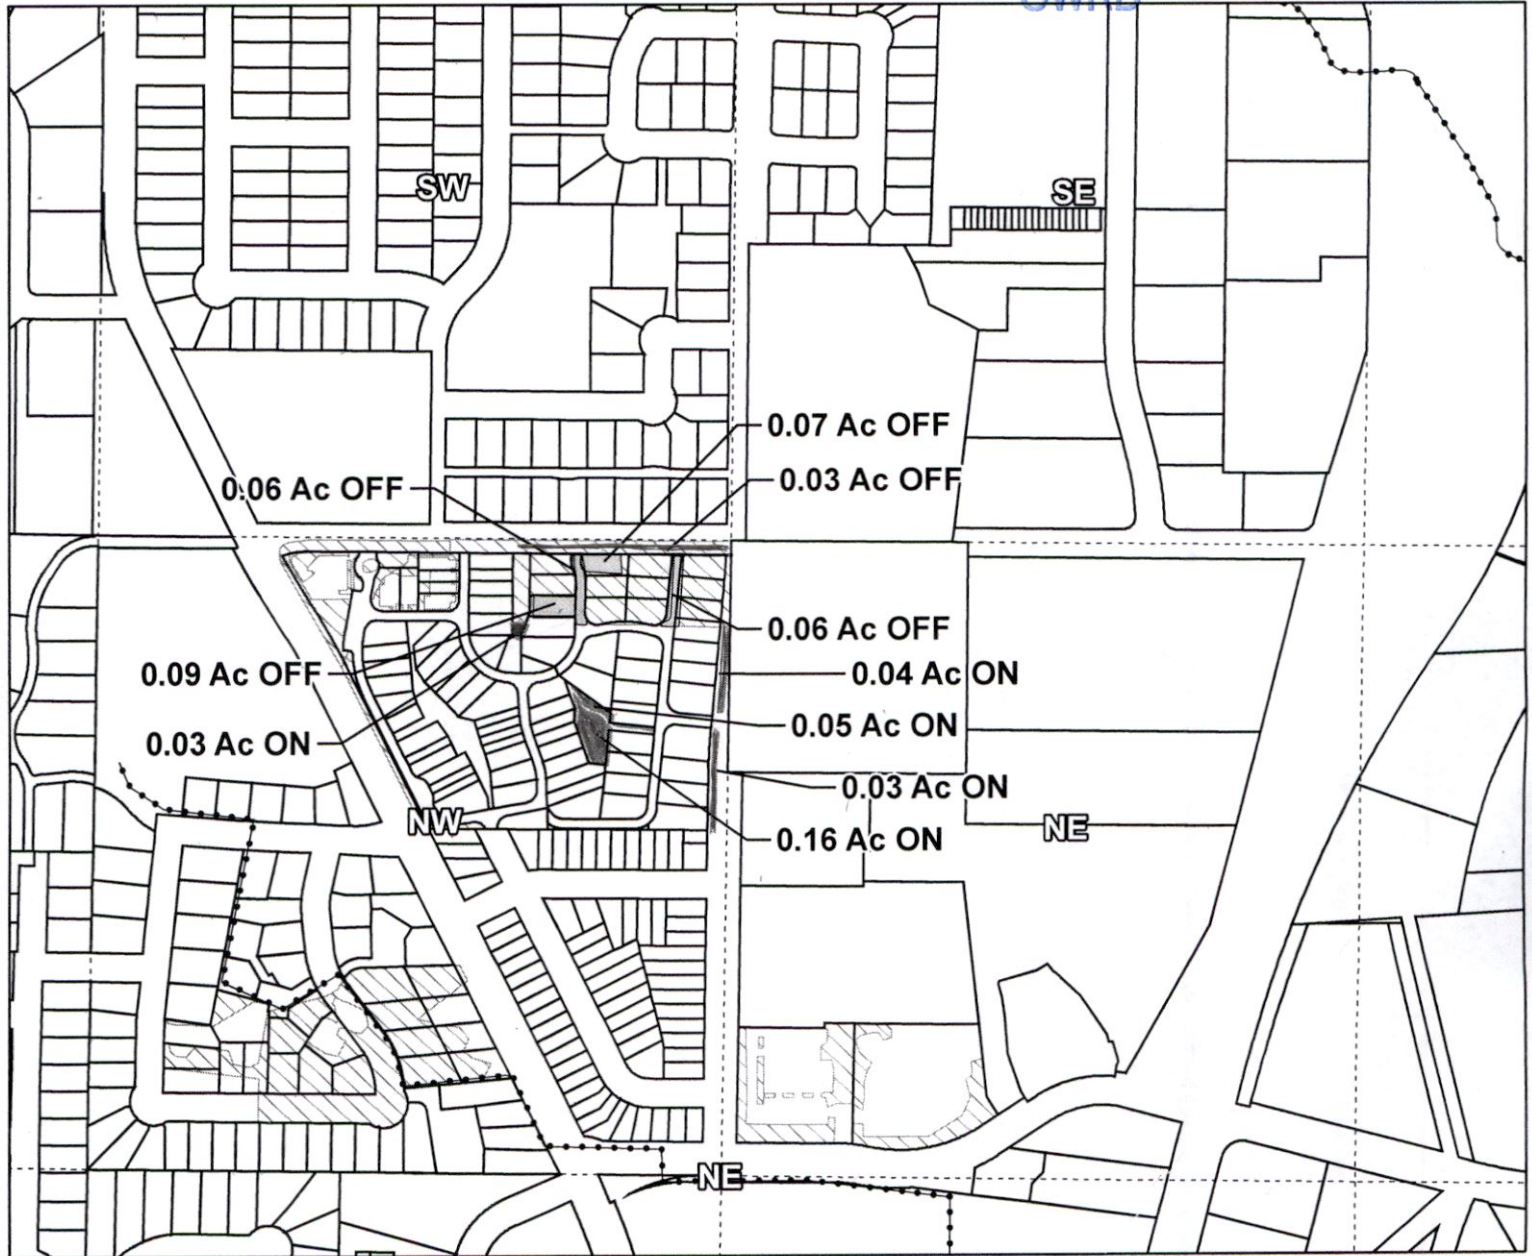 SW
SE
0.07 Ac OFF
0.06 Ac OFF
0.03 Ac OFF
0.06 Ac OFF
0.09 Ac OFF
0.04 Ac ON
0.05 Ac ON
0.03 Ac ON
0.03 Ac ON
NW
NE
0.16 Ac ON
NE